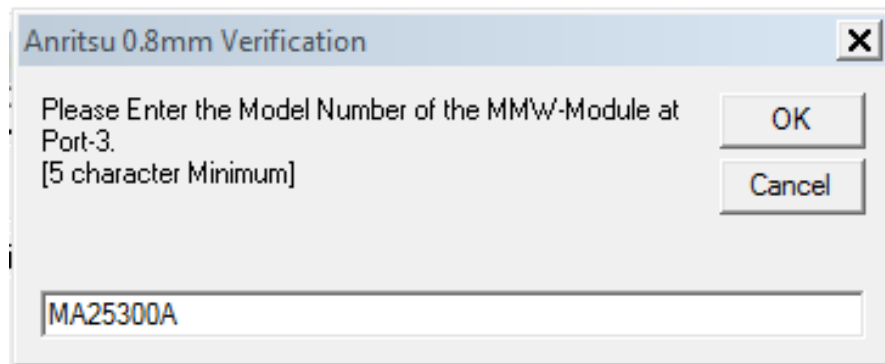 Anritsu 0.8mm Verification
Please Enter the Model Number of the MMW-Module at
Port-3.
[5 character Minimum]
OK
Cancel
MA25300A